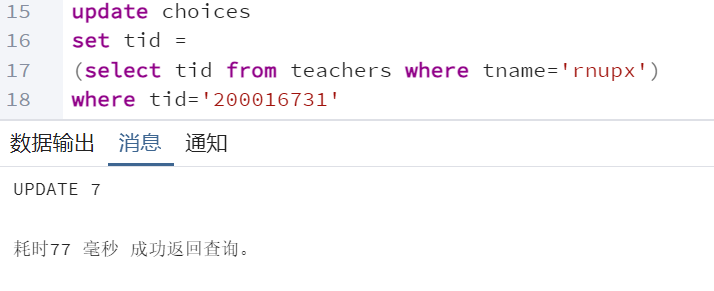 15 update choices
16 set tid =
17 (select tid from teachers where tname='rnupx')
18 where tid='200016731'
数据输出 消息 通知
UPDATE 7
耗时77 毫秒 成功返回查询。